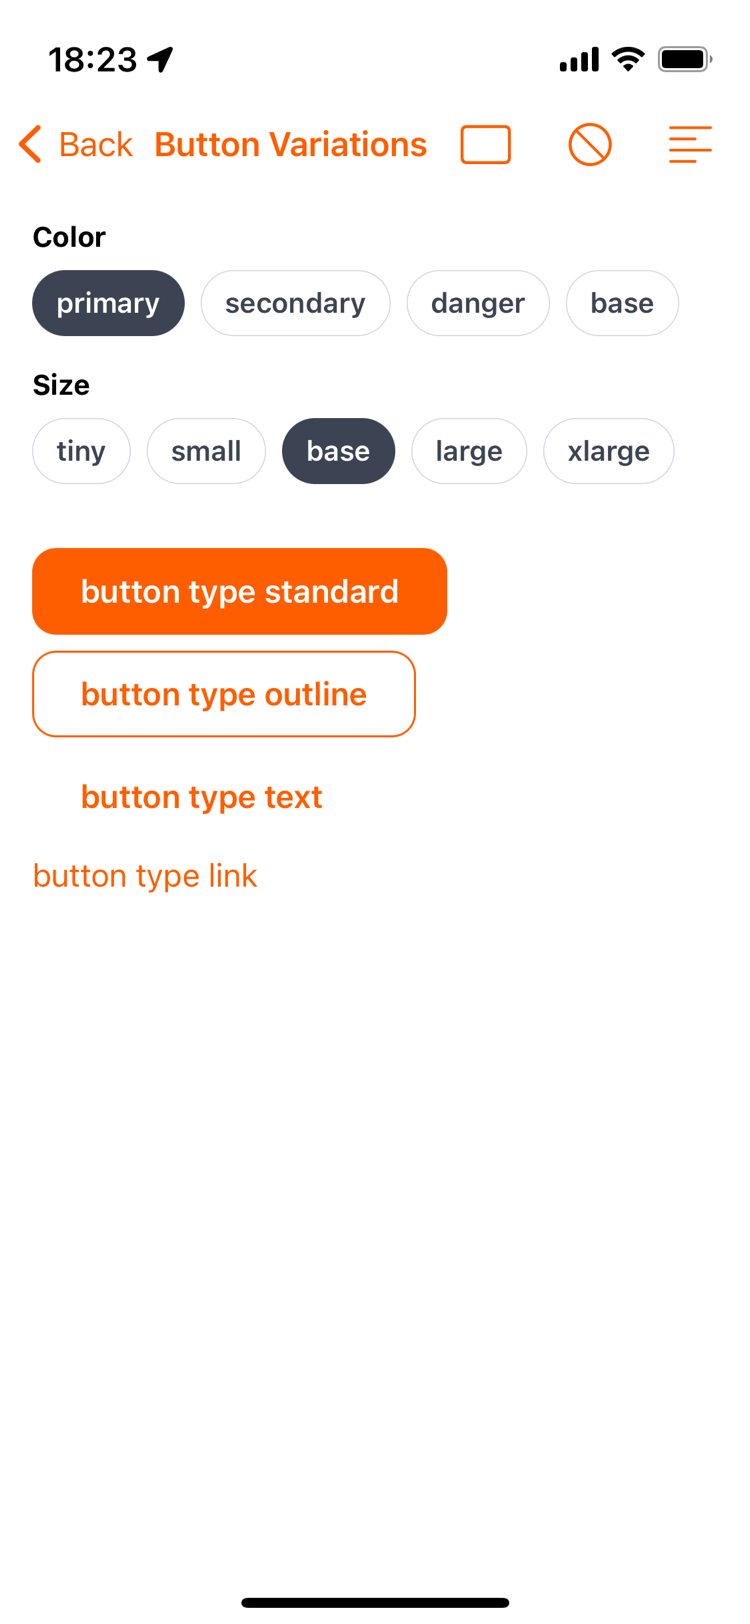 18:23
Back Button Variations
Color
primary secondary danger base
Size
tiny small base large xlarge
button type standard
button type outline
button type text
button type link